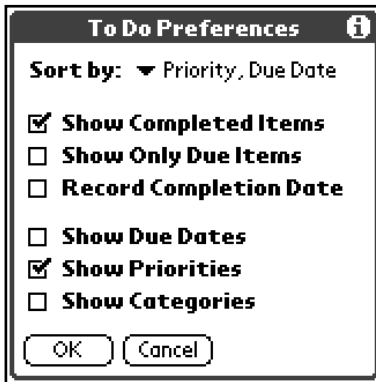 To Do Preferences
Sort by: Priority, Due Date
Show Completed Items
Show Only Due Items
Record Completion Date
Show Due Dates
Show Priorities
Show Categories
OK Cancel